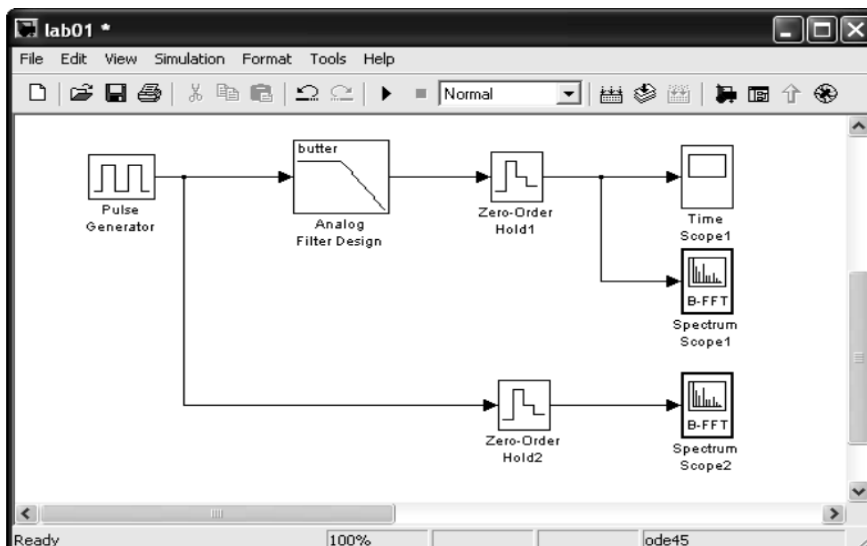 lab01 *
File Edit View Simulation Format Tools Help
Normal
butter
Pulse
Generator
Analog
Filter Design
Zero-Order
Hold1
Time
Scope1
B-FFT
Spectrum
Scope1
Zero-Order
Hold2
B-FFT
Spectrum
Scope2
Ready 100% ode45